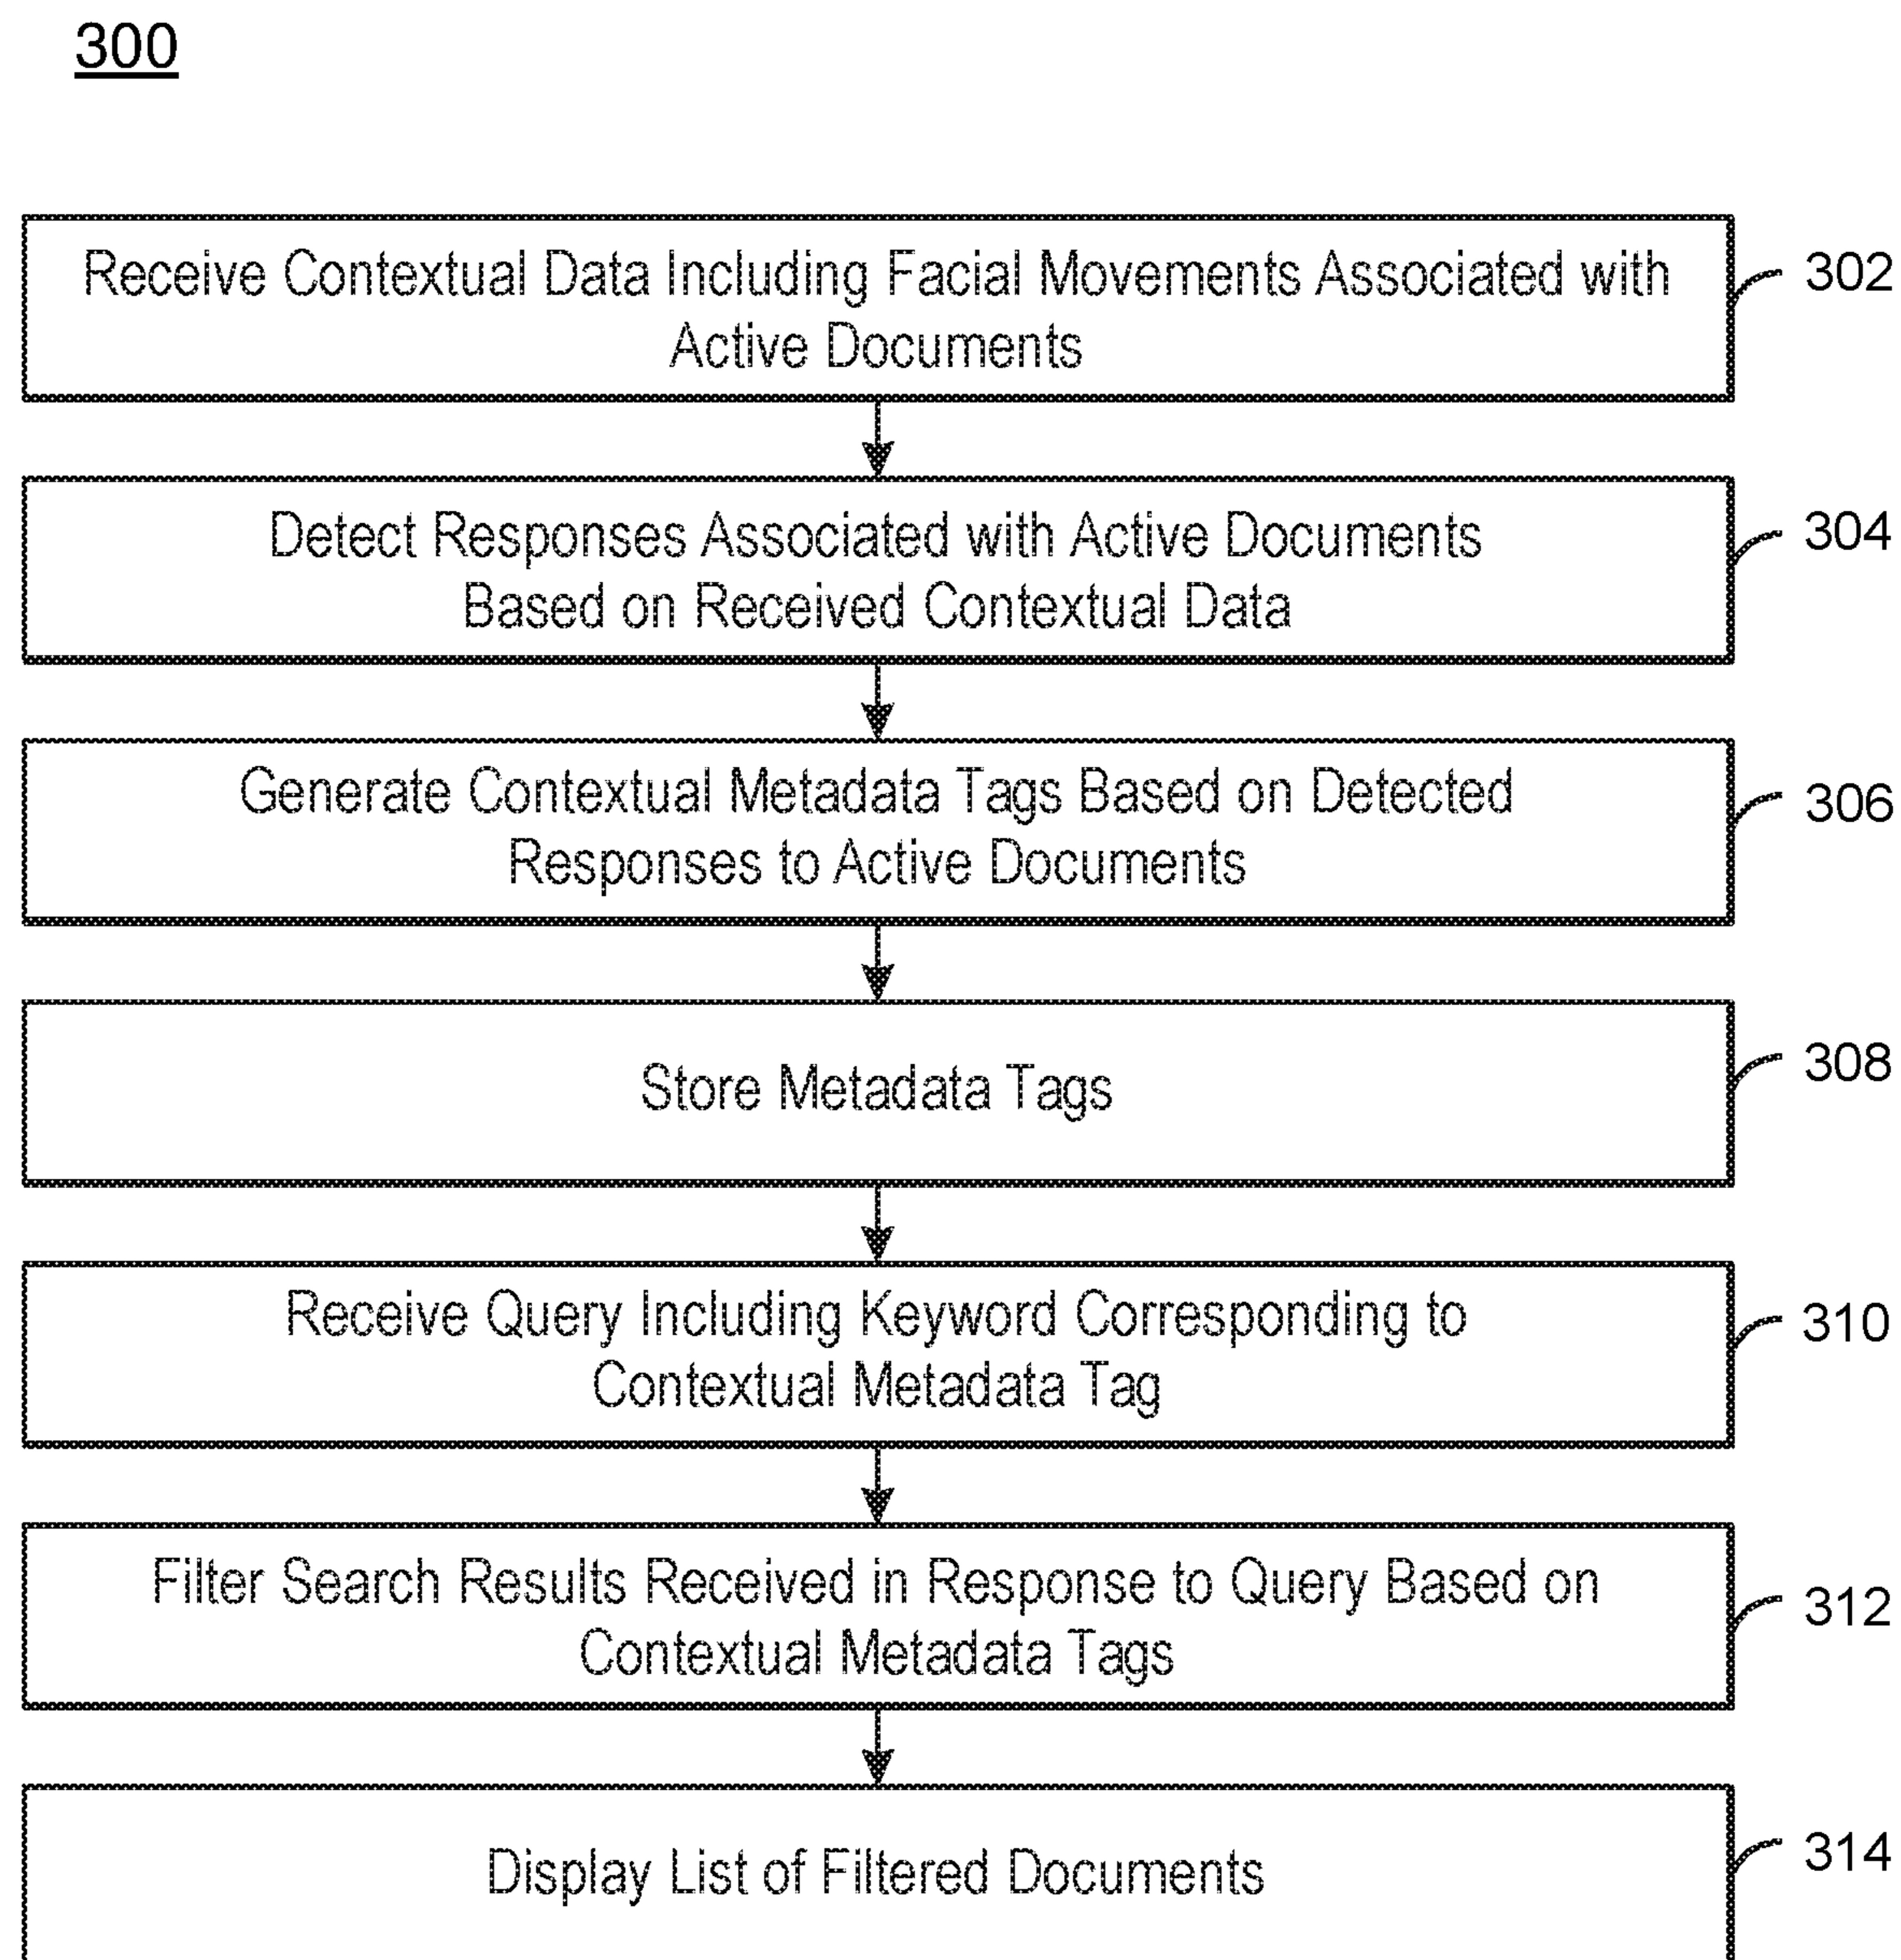 300
Receive Contextual Data Including Facial Movements Associated with
Active Documents
302
Detect Responses Associated with Active Documents
Based on Received Contextual Data
304
Generate Contextual Metadata Tags Based on Detected
Responses to Active Documents
306
Store Metadata Tags
308
Receive Query Including Keyword Corresponding to
Contextual Metadata Tag
310
Filter Search Results Received in Response to Query Based on
Contextual Metadata Tags
312
Display List of Filtered Documents
314